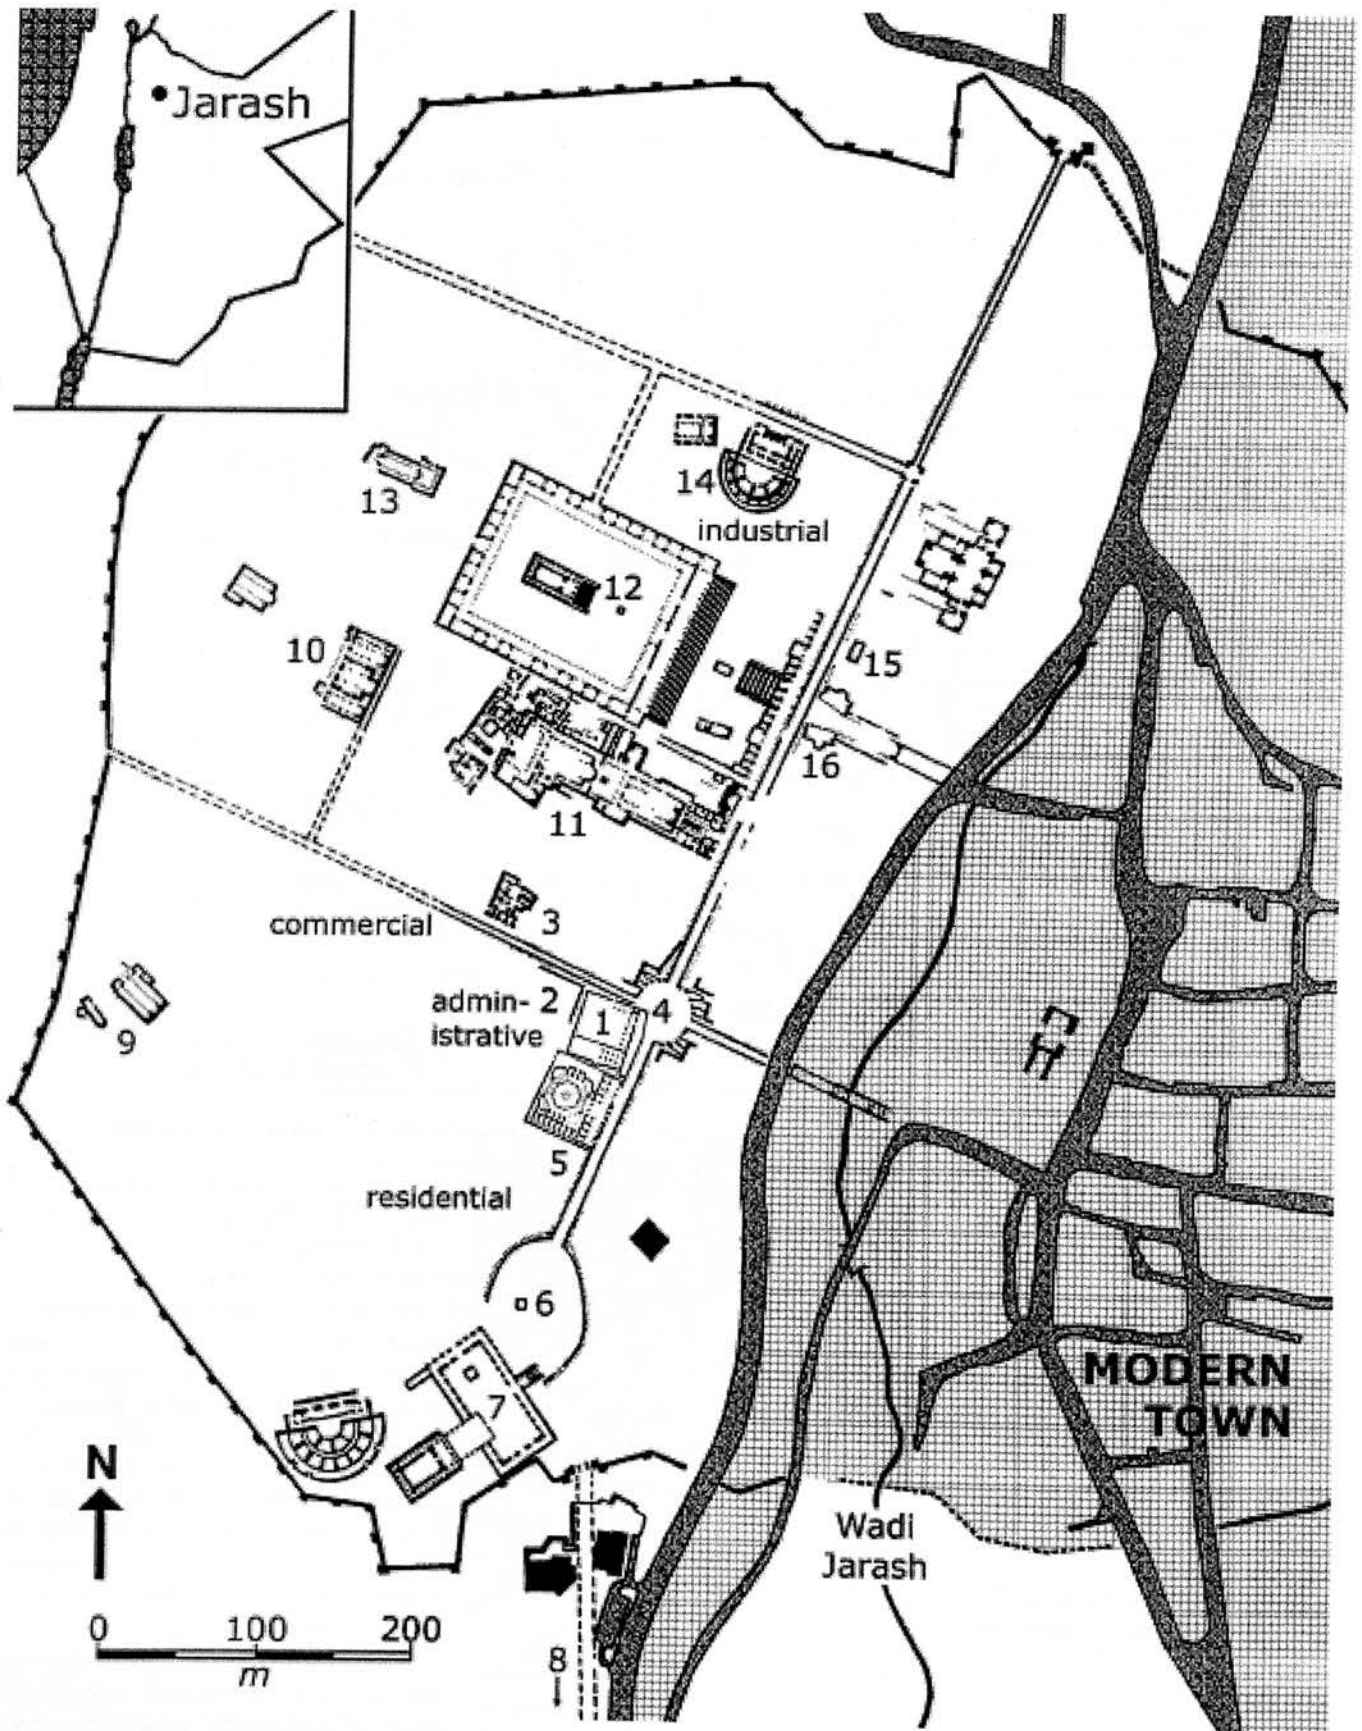 Jarash
14
13
industrial
12
10
15
16
11
3
commercial
2
admin-
istrative
1
4
9
5
residential
6
7
MODERN
TOWN
N
Wadi
Jarash
0 100 200
m
8